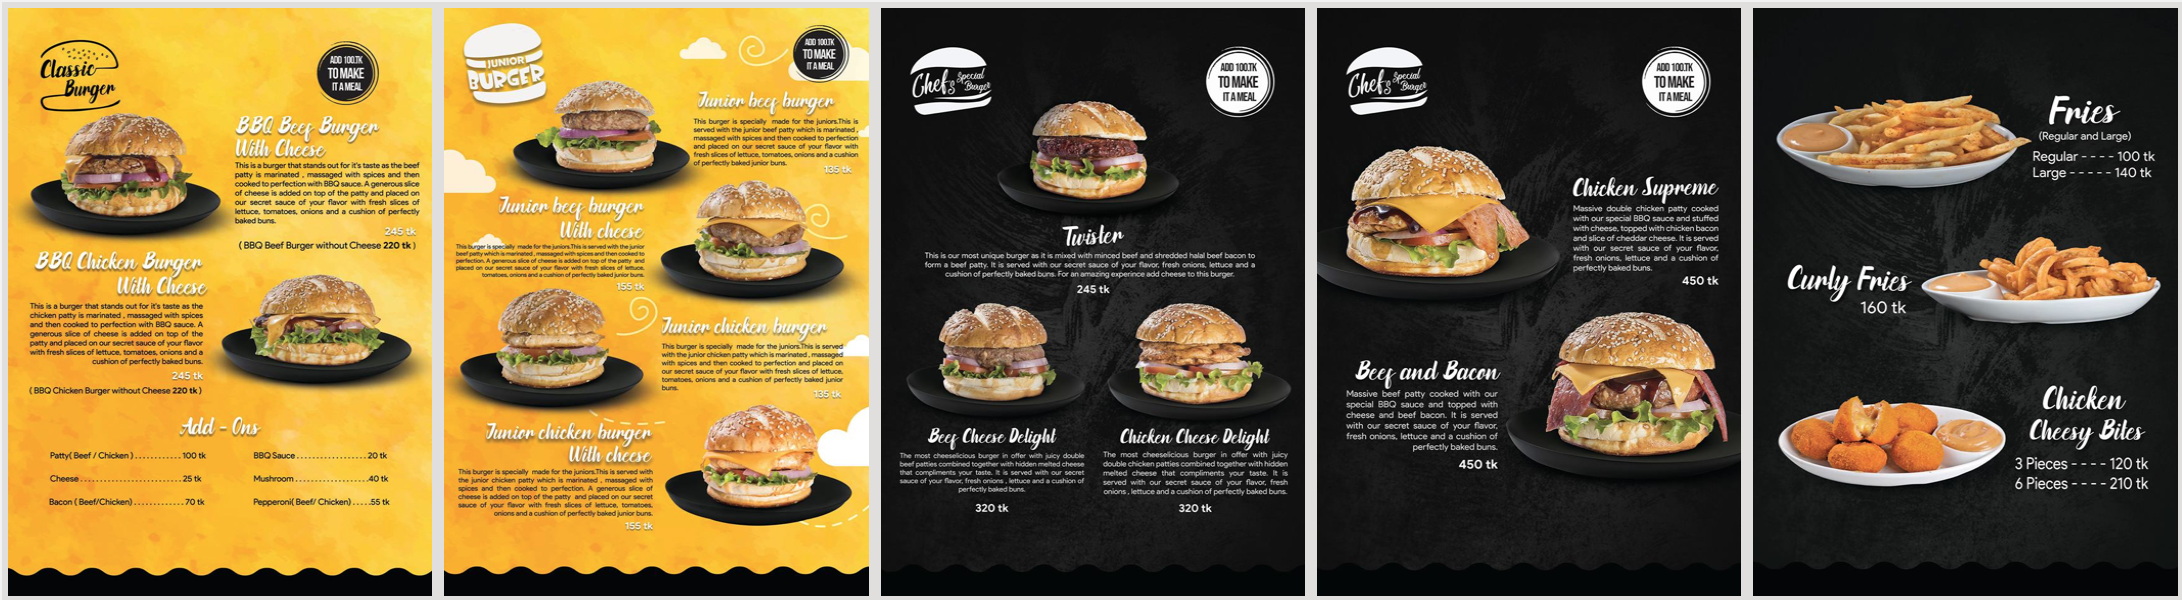 Classic
Burger
ADD 100.TK
TO MAKE
IT A MEAL
BBQ Beef Burger
With Cheese
This is a burger that stands out for it's taste as the beef
patty is marinated , massaged with spices and then
cooked to perfection with BBQ sauce. A generous slice
of cheese is added on top of the patty and placed on
our secret sauce of your flavor with fresh slices of
lettuce, tomatoes, onions and a cushion of perfectly
baked buns.
245 tk
( BBQ Beef Burger without Cheese 220 tk )
BBQ Chicken Burger
With Cheese
This is a burger that stands out for it's taste as the
chicken patty is marinated , massaged with spices
and then cooked to perfection with BBQ sauce. A
generous slice of cheese is added on top of the
patty and placed on our secret sauce of your flavor
with fresh slices of lettuce, tomatoes, onions and a
cushion of perfectly baked buns.
245 tk
( BBQ Chicken Burger without Cheese 220 tk )
Add - Ons
Patty( Beef / Chicken ) ............ 100 tk
Cheese ........................ 25 tk
Bacon ( Beef/Chicken) ............. 70 tk
BBQ Sauce .................. 20 tk
Mushroom ................... 40 tk
Pepperoni( Beef/ Chicken) ..... 55 tk
JUNIOR
BURGER
ADD 100.TK
TO MAKE
IT A MEAL
Junior beef burger
This burger is specially made for the juniors.This is
served with the junior beef patty which is marinated ,
massaged with spices and then cooked to perfection
and placed on our secret sauce of your flavor with
fresh slices of lettuce, tomatoes, onions and a cushion
of perfectly baked junior buns.
135 tk
Junior beef burger
With cheese
This burger is specially made for the juniors.This is served with the junior
beef patty which is marinated , massaged with spices and then cooked to
perfection. A generous slice of cheese is added on top of the patty and
placed on our secret sauce of your flavor with fresh slices of lettuce,
tomatoes, onions and a cushion of perfectly baked junior buns.
155 tk
Junior chicken burger
This burger is specially made for the juniors.This is served
with the junior chicken patty which is marinated , massaged
with spices and then cooked to perfection and placed on
our secret sauce of your flavor with fresh slices of lettuce,
tomatoes, onions and a cushion of perfectly baked junior
buns.
135 tk
Junior chicken burger
With cheese
This burger is specially made for the juniors.This is served with
the junior chicken patty which is marinated , massaged with
spices and then cooked to perfection. A generous slice of
cheese is added on top of the patty and placed on our secret
sauce of your flavor with fresh slices of lettuce, tomatoes,
onions and a cushion of perfectly baked junior buns.
155 tk
Chef's Special
Burger
ADD 100.TK
TO MAKE
IT A MEAL
Twister
This is our most unique burger as it is mixed with minced beef and shredded halal beef bacon to
form a beef patty. It is served with our secret sauce of your flavor, fresh onions, lettuce and a
cushion of perfectly baked buns. For an amazing experince add cheese to this burger.
245 tk
Beef Cheese Delight
The most cheeselicious burger in offer with juicy double
beef patties combined together with hidden melted cheese
that compliments your taste. It is served with our secret
sauce of your flavor, fresh onions , lettuce and a cushion of
perfectly baked buns.
320 tk
Chicken Cheese Delight
The most cheeselicious burger in offer with juicy
double chicken patties combined together with hidden
melted cheese that compliments your taste. It is
served with our secret sauce of your flavor, fresh
onions , lettuce and a cushion of perfectly baked buns.
320 tk
Chef's Special
Burger
ADD 100.TK
TO MAKE
IT A MEAL
Chicken Supreme
Massive double chicken patty cooked
with our special BBQ sauce and stuffed
with cheese, topped with chicken bacon
and slice of cheddar cheese. It is served
with our secret sauce of your flavor,
fresh onions, lettuce and a cushion of
perfectly baked buns.
450 tk
Beef and Bacon
Massive beef patty cooked with our
special BBQ sauce and topped with
cheese and beef bacon. It is served
with our secret sauce of your flavor,
fresh onions, lettuce and a cushion of
perfectly baked buns.
450 tk
Fries
(Regular and Large)
Regular - - - - 100 tk
Large - - - - - 140 tk
Curly Fries
160 tk
Chicken
Cheesy Bites
3 Pieces - - - - 120 tk
6 Pieces - - - - 210 tk